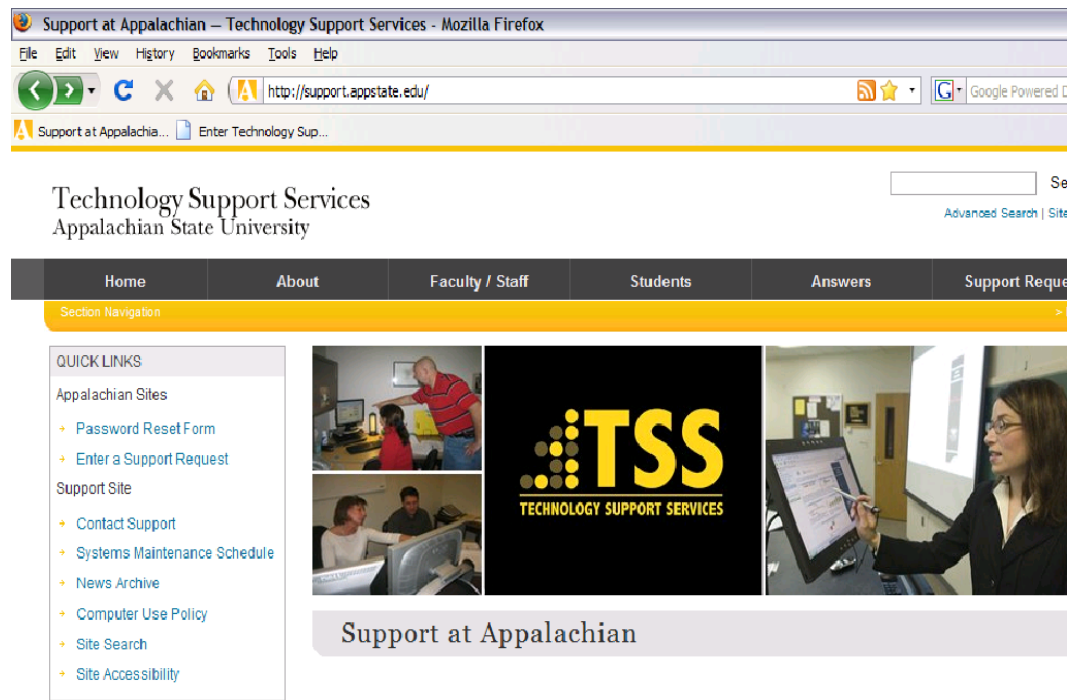 Support at Appalachian — Technology Support Services - Mozilla Firefox
File Edit View History Bookmarks Tools Help
http://support.appstate.edu/
G Google Powered D
Support at Appalachia... Enter Technology Sup...
Technology Support Services
Appalachian State University
Se
Advanced Search | Site
Home About Faculty / Staff Students Answers Support Reque
Section Navigation >
QUICK LINKS
Appalachian Sites
Password Reset Form
Enter a Support Request
Support Site
Contact Support
Systems Maintenance Schedule
News Archive
Computer Use Policy
Site Search
Site Accessibility
TSS
TECHNOLOGY SUPPORT SERVICES
Support at Appalachian